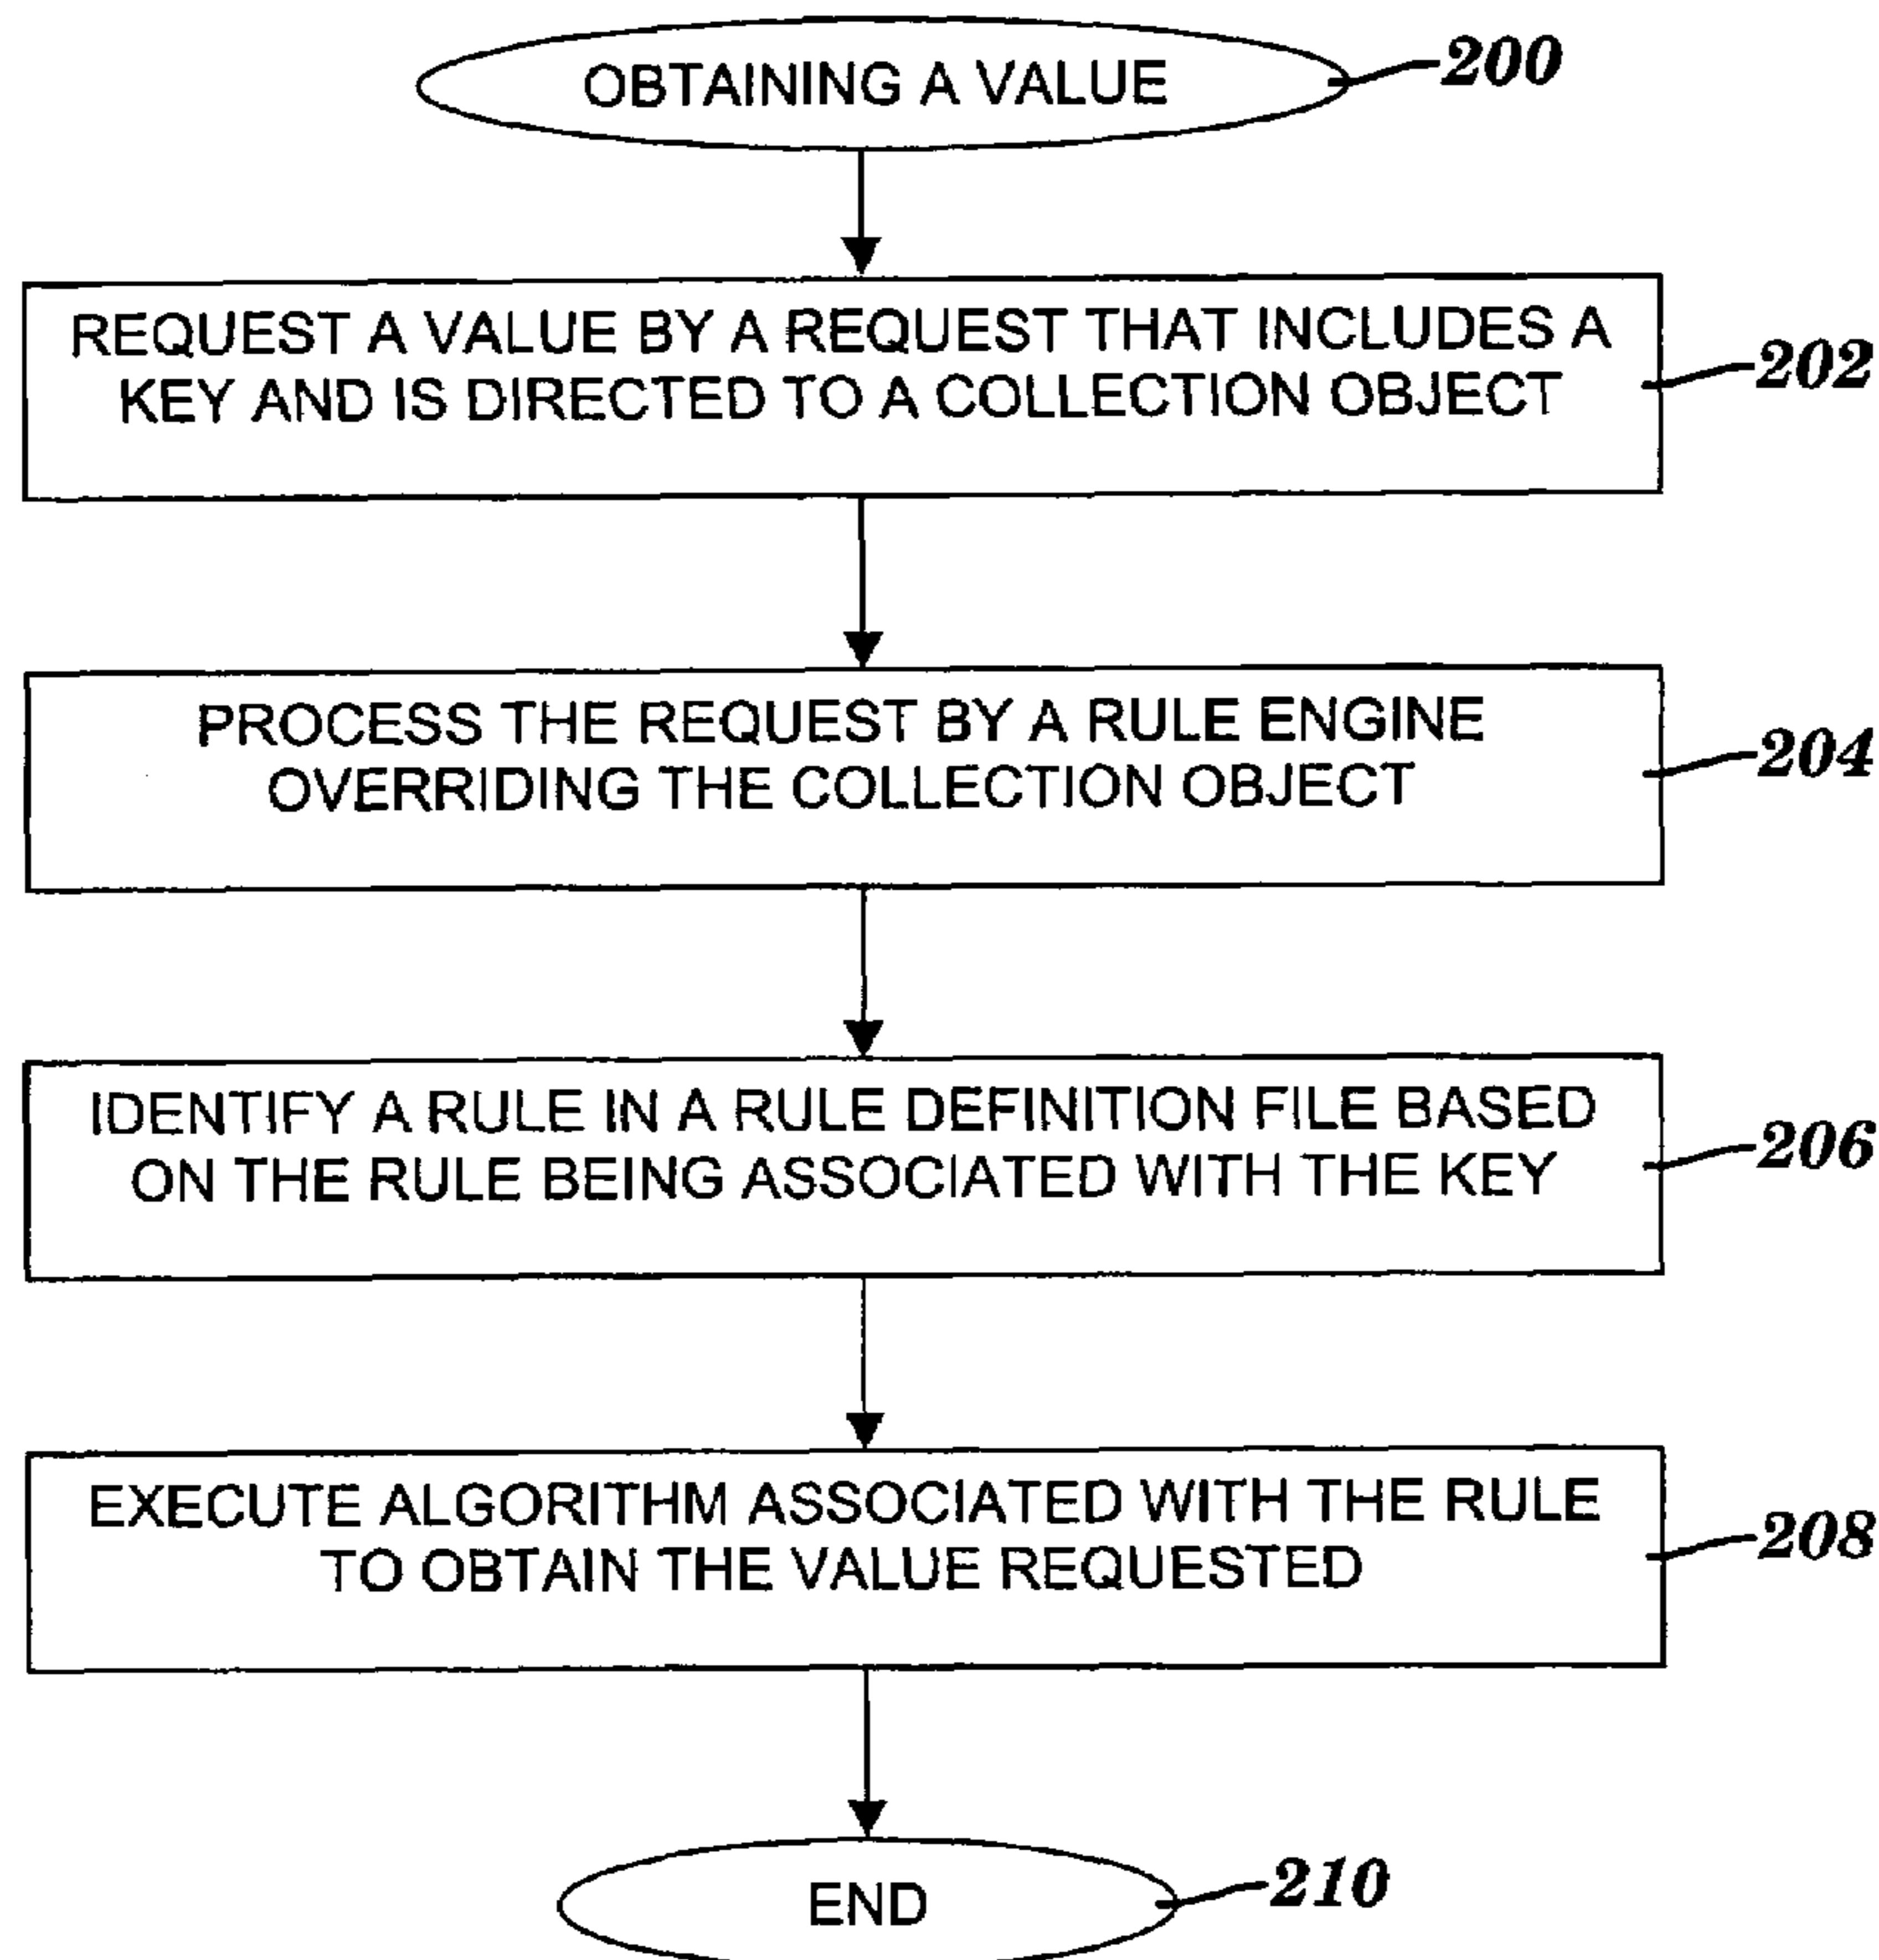 OBTAINING A VALUE
200
REQUEST A VALUE BY A REQUEST THAT INCLUDES A
KEY AND IS DIRECTED TO A COLLECTION OBJECT
202
PROCESS THE REQUEST BY A RULE ENGINE
OVERRIDING THE COLLECTION OBJECT
204
IDENTIFY A RULE IN A RULE DEFINITION FILE BASED
ON THE RULE BEING ASSOCIATED WITH THE KEY
206
EXECUTE ALGORITHM ASSOCIATED WITH THE RULE
TO OBTAIN THE VALUE REQUESTED
208
END
210